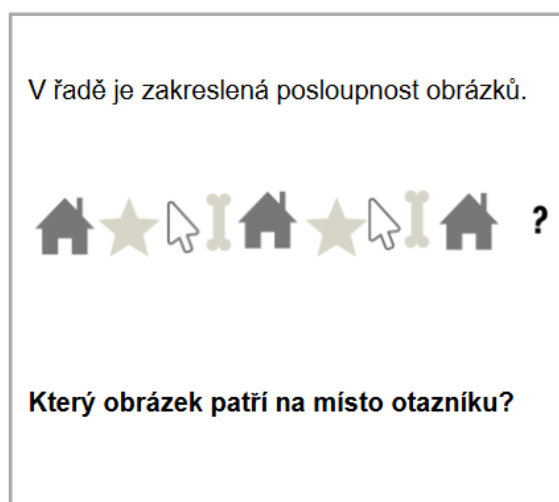 V řadě je zakreslená posloupnost obrázků.
?
Který obrázek patří na místo otazníku?